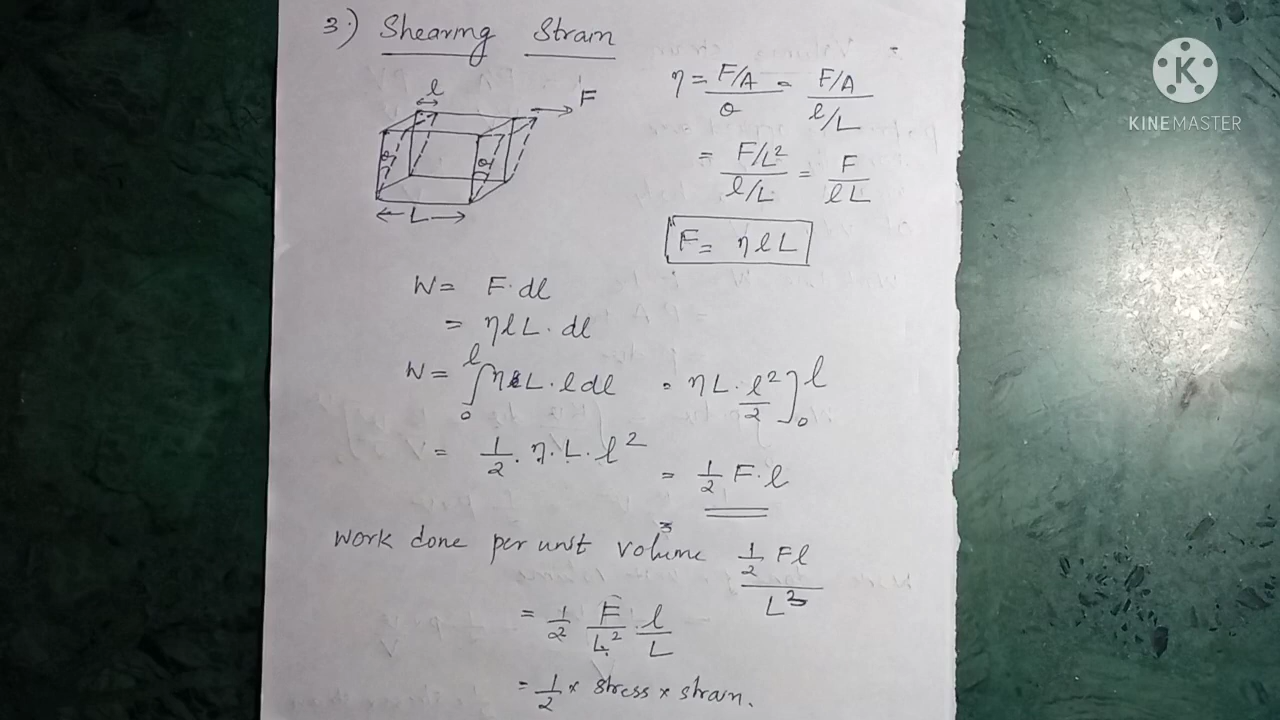 3.) Shearing Strain
l
F
θ θ
L
η = F/A / θ = F/A / l/L
= F/L² / l/L = F / lL
F = ηlL
W = F·dl
= ηlL·dl
W = ∫₀ˡ ηL·l dl = ηL·l²/2]₀ˡ
= 1/2·η·L·l²
= 1/2 F·l
Work done per unit volume 1/2 Fl / L³
= 1/2 F/L² · l/L
= 1/2 × stress × strain.
K
KINEMASTER